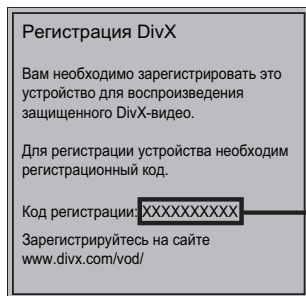 Регистрация DivX
Вам необходимо зарегистрировать это
устройство для воспроизведения
защищенного DivX-видео.
Для регистрации устройства необходим
регистрационный код.
Код регистрации: XXXXXXXXXX
Зарегистрируйтесь на сайте
www.divx.com/vod/